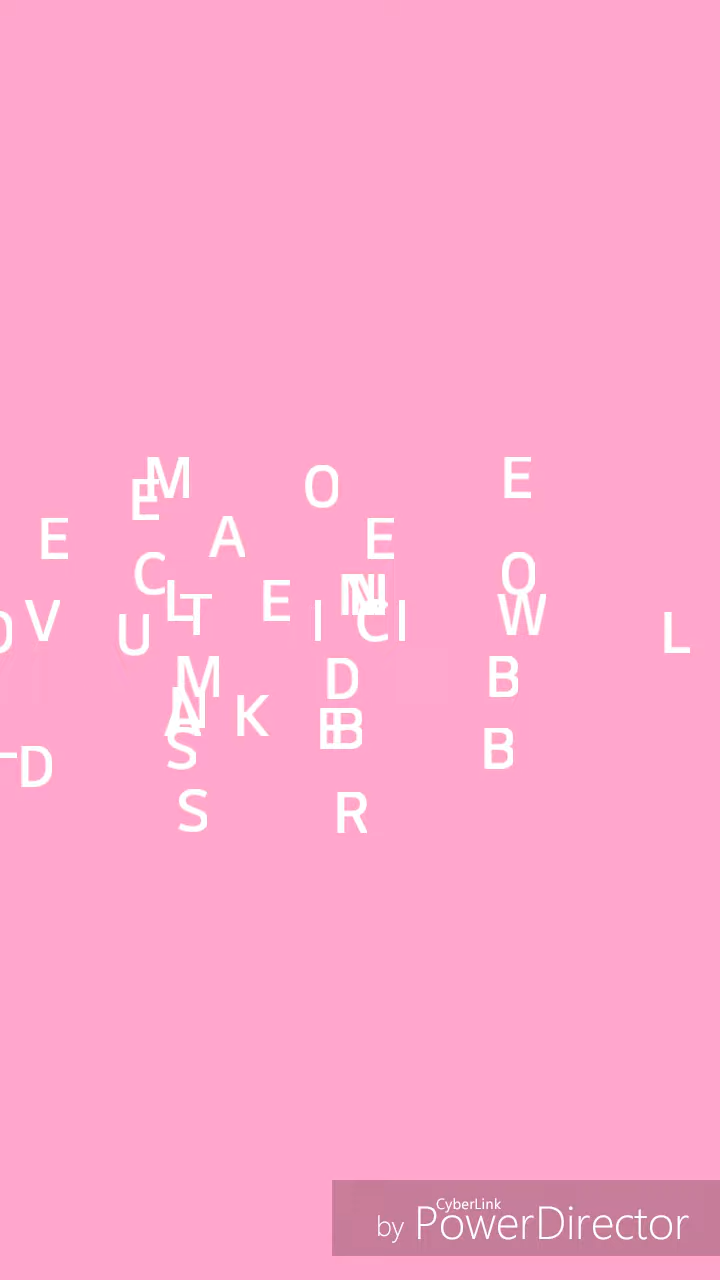 M O E
E
E A E
C O
L T E I N C I W
V U L
M D B
N
A K E B
S B
D
S R
CyberLink
by PowerDirector